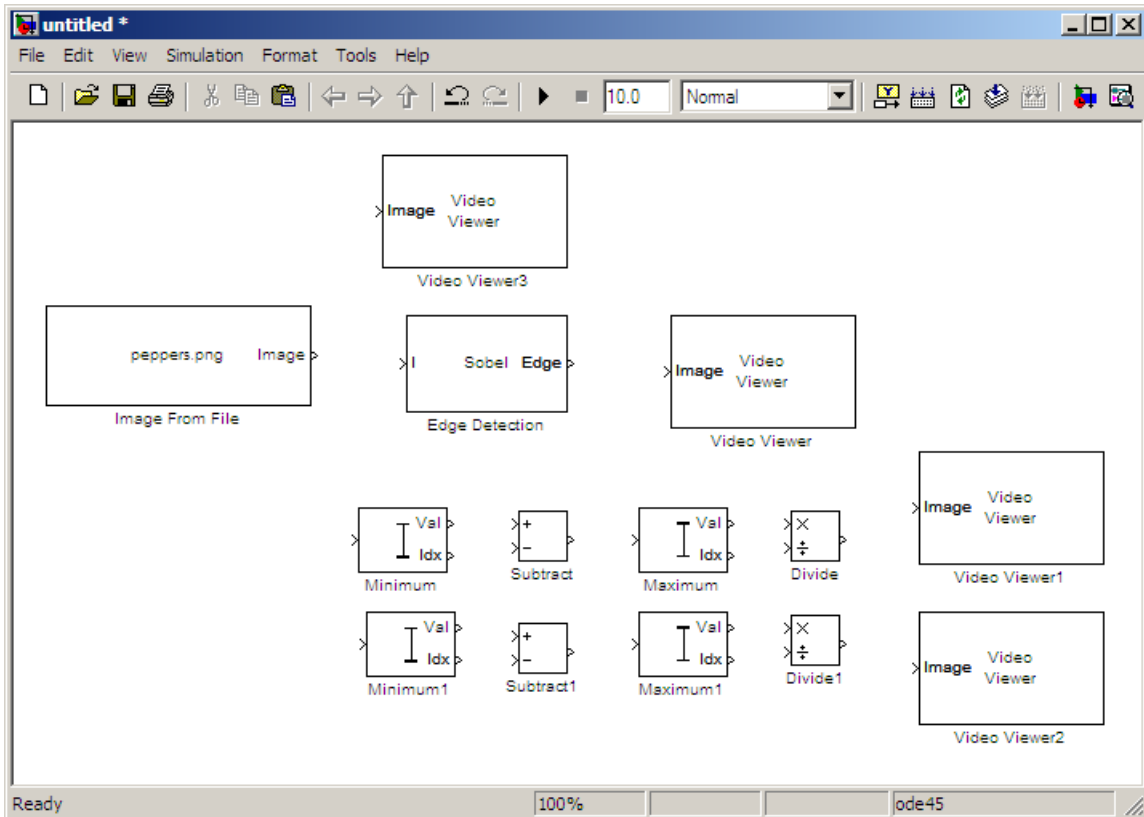 untitled *
File Edit View Simulation Format Tools Help
10.0 Normal
Image Video Viewer
Video Viewer3
peppers.png Image
Image From File
I Sobel Edge
Edge Detection
Image Video Viewer
Video Viewer
Image Video Viewer
Video Viewer1
Val
Idx
Minimum
+
−
Subtract
Val
Idx
Maximum
×
÷
Divide
Val
Idx
Minimum1
+
−
Subtract1
Val
Idx
Maximum1
×
÷
Divide1
Image Video Viewer
Video Viewer2
Ready 100% ode45